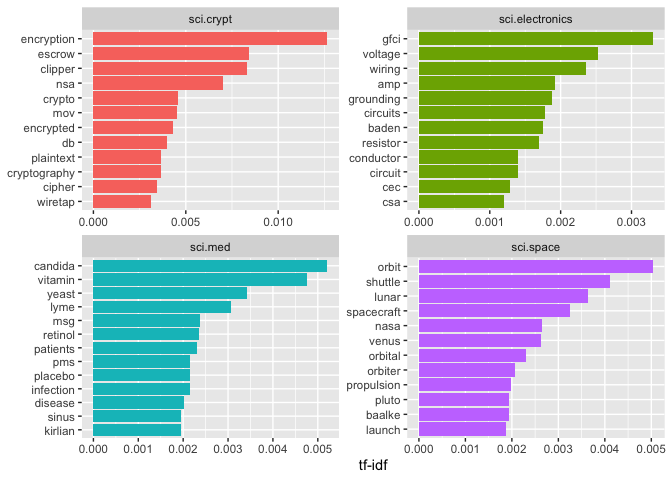 sci.crypt
encryption
escrow
clipper
nsa
crypto
mov
encrypted
db
plaintext
cryptography
cipher
wiretap
0.000 0.005 0.010
sci.electronics
gfci
voltage
wiring
amp
grounding
circuits
baden
resistor
conductor
circuit
cec
csa
0.000 0.001 0.002 0.003
sci.med
candida
vitamin
yeast
lyme
msg
retinol
patients
pms
placebo
infection
disease
sinus
kirlian
0.000 0.001 0.002 0.003 0.004 0.005
sci.space
orbit
shuttle
lunar
spacecraft
nasa
venus
orbital
orbiter
propulsion
pluto
baalke
launch
0.000 0.001 0.002 0.003 0.004 0.005
tf-idf